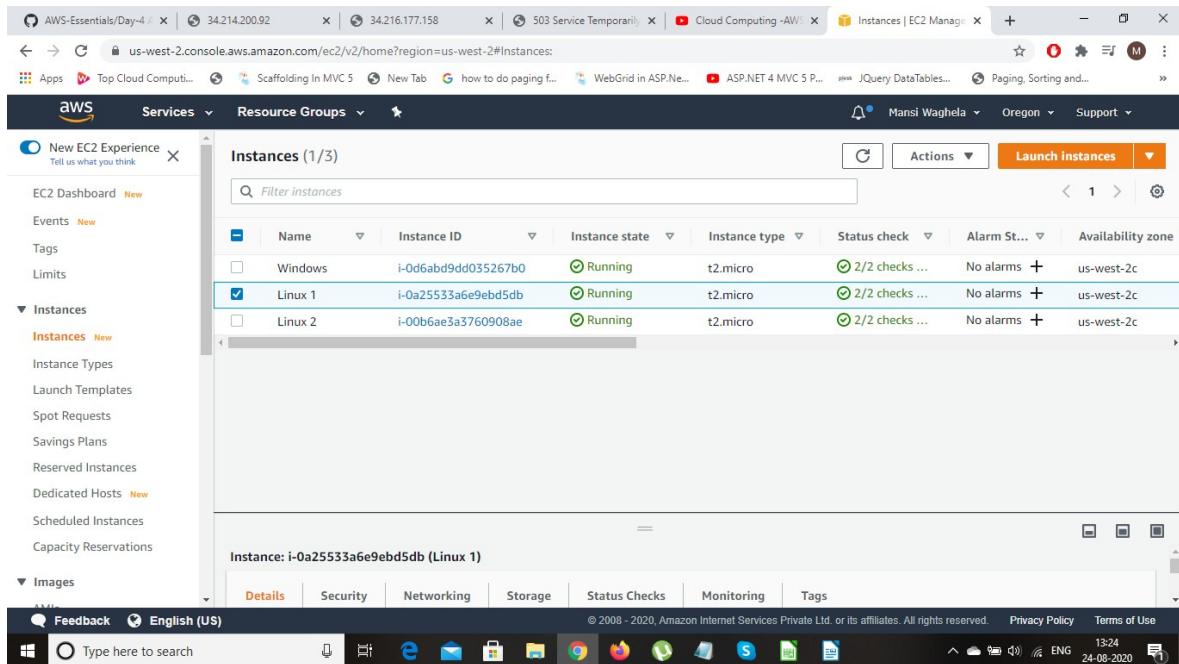 AWS-Essentials/Day-4 34.214.200.92 34.216.177.158 503 Service Temporarily Cloud Computing -AWS Instances | EC2 Manage
us-west-2.console.aws.amazon.com/ec2/v2/home?region=us-west-2#Instances: M
Apps Top Cloud Computi... Scaffolding In MVC 5 New Tab how to do paging f... WebGrid in ASP.Ne... ASP.NET 4 MVC 5 P... JQuery DataTables... Paging, Sorting and... »
aws Services Resource Groups Mansi Waghela Oregon Support
New EC2 Experience
Tell us what you think
EC2 Dashboard New
Events New
Tags
Limits
Instances
Instances New
Instance Types
Launch Templates
Spot Requests
Savings Plans
Reserved Instances
Dedicated Hosts New
Scheduled Instances
Capacity Reservations
Images
Instances (1/3) Actions Launch instances
Filter instances 1
Name Instance ID Instance state Instance type Status check Alarm St... Availability zone
Windows i-0d6abd9dd035267b0 Running t2.micro 2/2 checks ... No alarms + us-west-2c
Linux 1 i-0a25533a6e9ebd5db Running t2.micro 2/2 checks ... No alarms + us-west-2c
Linux 2 i-00b6ae3a3760908ae Running t2.micro 2/2 checks ... No alarms + us-west-2c
Instance: i-0a25533a6e9ebd5db (Linux 1)
Details Security Networking Storage Status Checks Monitoring Tags
Feedback English (US) © 2008 - 2020, Amazon Internet Services Private Ltd. or its affiliates. All rights reserved. Privacy Policy Terms of Use
Type here to search ENG 13:24
24-08-2020